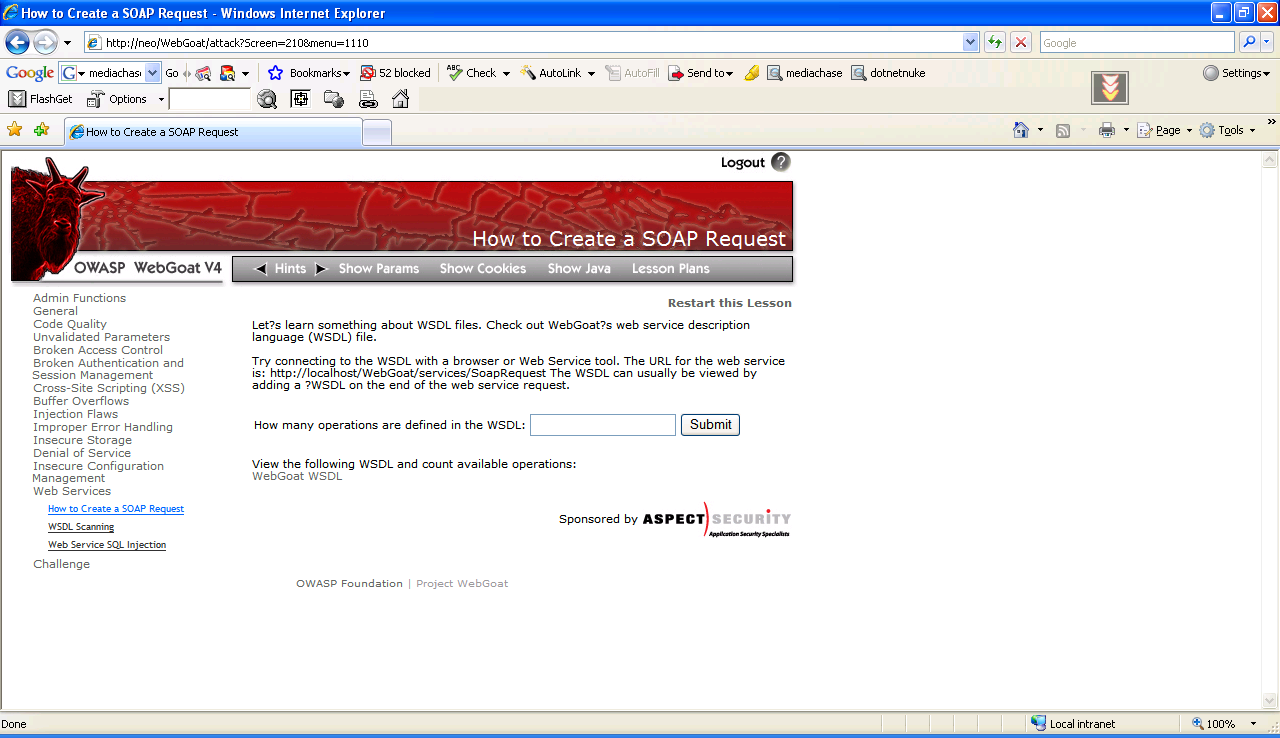 How to Create a SOAP Request - Windows Internet Explorer
http://neo/WebGoat/attack?Screen=210&menu=1110
Google
Google G mediachas Go Bookmarks 52 blocked ABC Check AutoLink AutoFill Send to mediachase dotnetnuke Settings
FlashGet Options
How to Create a SOAP Request Page Tools »
Logout ?
How to Create a SOAP Request
OWASP WebGoat V4
Hints Show Params Show Cookies Show Java Lesson Plans
Restart this Lesson
Admin Functions
General
Code Quality
Unvalidated Parameters
Broken Access Control
Broken Authentication and
Session Management
Cross-Site Scripting (XSS)
Buffer Overflows
Injection Flaws
Improper Error Handling
Insecure Storage
Denial of Service
Insecure Configuration
Management
Web Services
How to Create a SOAP Request
WSDL Scanning
Web Service SQL Injection
Challenge
Let?s learn something about WSDL files. Check out WebGoat?s web service description
language (WSDL) file.
Try connecting to the WSDL with a browser or Web Service tool. The URL for the web service
is: http://localhost/WebGoat/services/SoapRequest The WSDL can usually be viewed by
adding a ?WSDL on the end of the web service request.
How many operations are defined in the WSDL: Submit
View the following WSDL and count available operations:
WebGoat WSDL
Sponsored by ASPECT SECURITY
Application Security Specialists
OWASP Foundation | Project WebGoat
Done Local intranet 100%